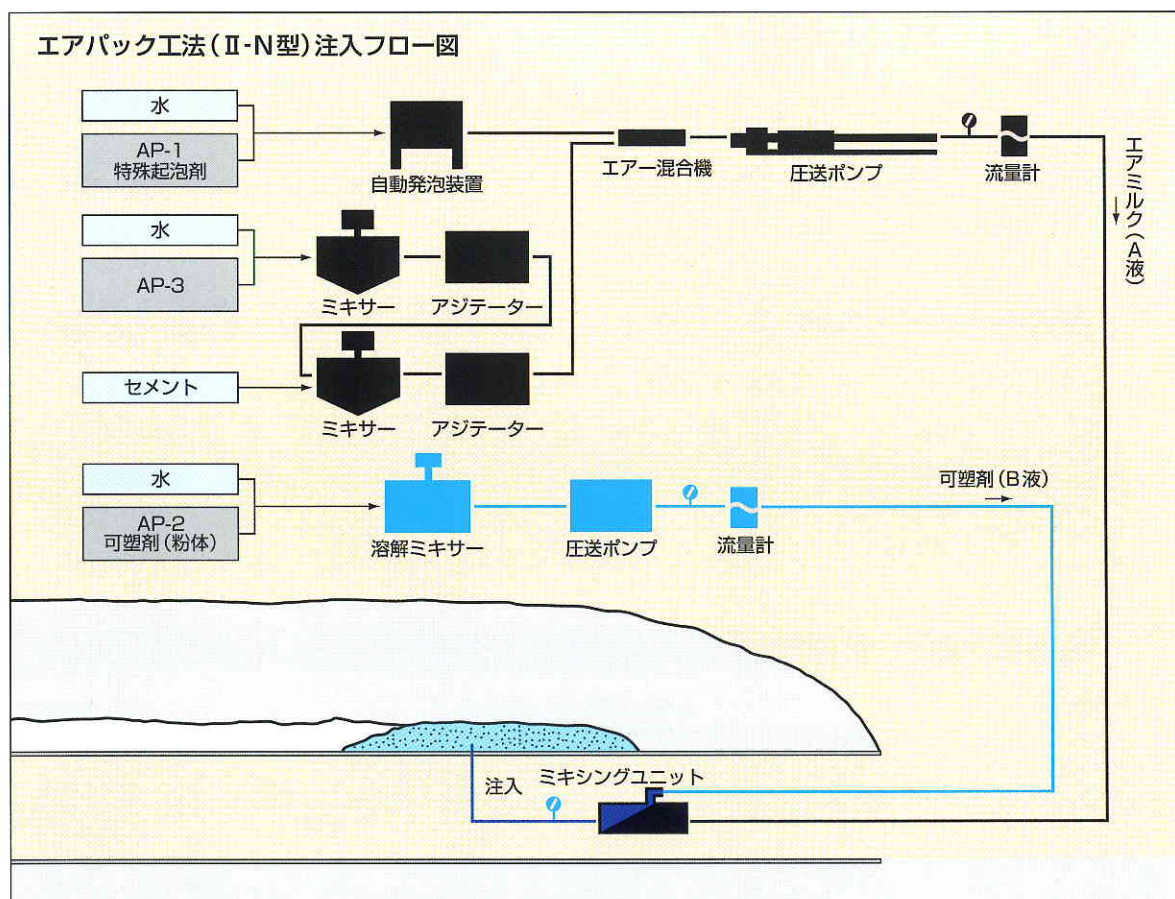 エアパック工法(Ⅱ-N型)注入フロー図
水
AP-1
特殊起泡剤
自動発泡装置
エアー混合機
圧送ポンプ
流量計
エアミルク(A液)
水
AP-3
ミキサー
アジテーター
セメント
ミキサー
アジテーター
水
AP-2
可塑剤(粉体)
溶解ミキサー
圧送ポンプ
流量計
可塑剤(B液)
注入
ミキシングユニット